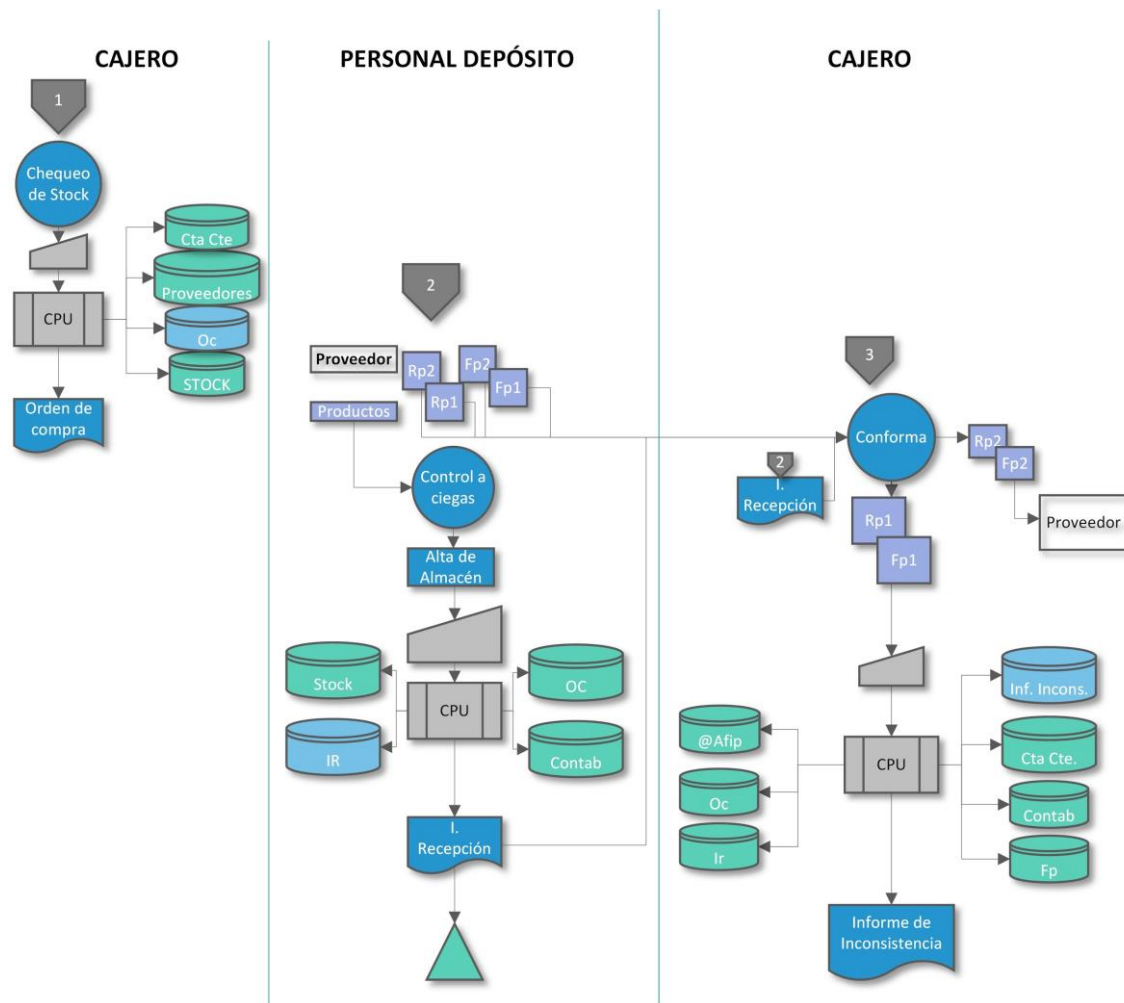 CAJERO
1
Chequeo
de Stock
Cta Cte
Proveedores
CPU
Oc
STOCK
Orden de
compra
PERSONAL DEPÓSITO
2
Proveedor
Rp2
Fp2
Rp1
Fp1
Productos
Control a
ciegas
Alta de
Almacén
Stock
OC
CPU
IR
Contab
I.
Recepción
CAJERO
3
Conforma
Rp2
Fp2
2
I.
Recepción
Rp1
Fp1
Proveedor
Inf. Incons.
@Afip
Cta Cte.
CPU
Oc
Contab
Ir
Fp
Informe de
Inconsistencia